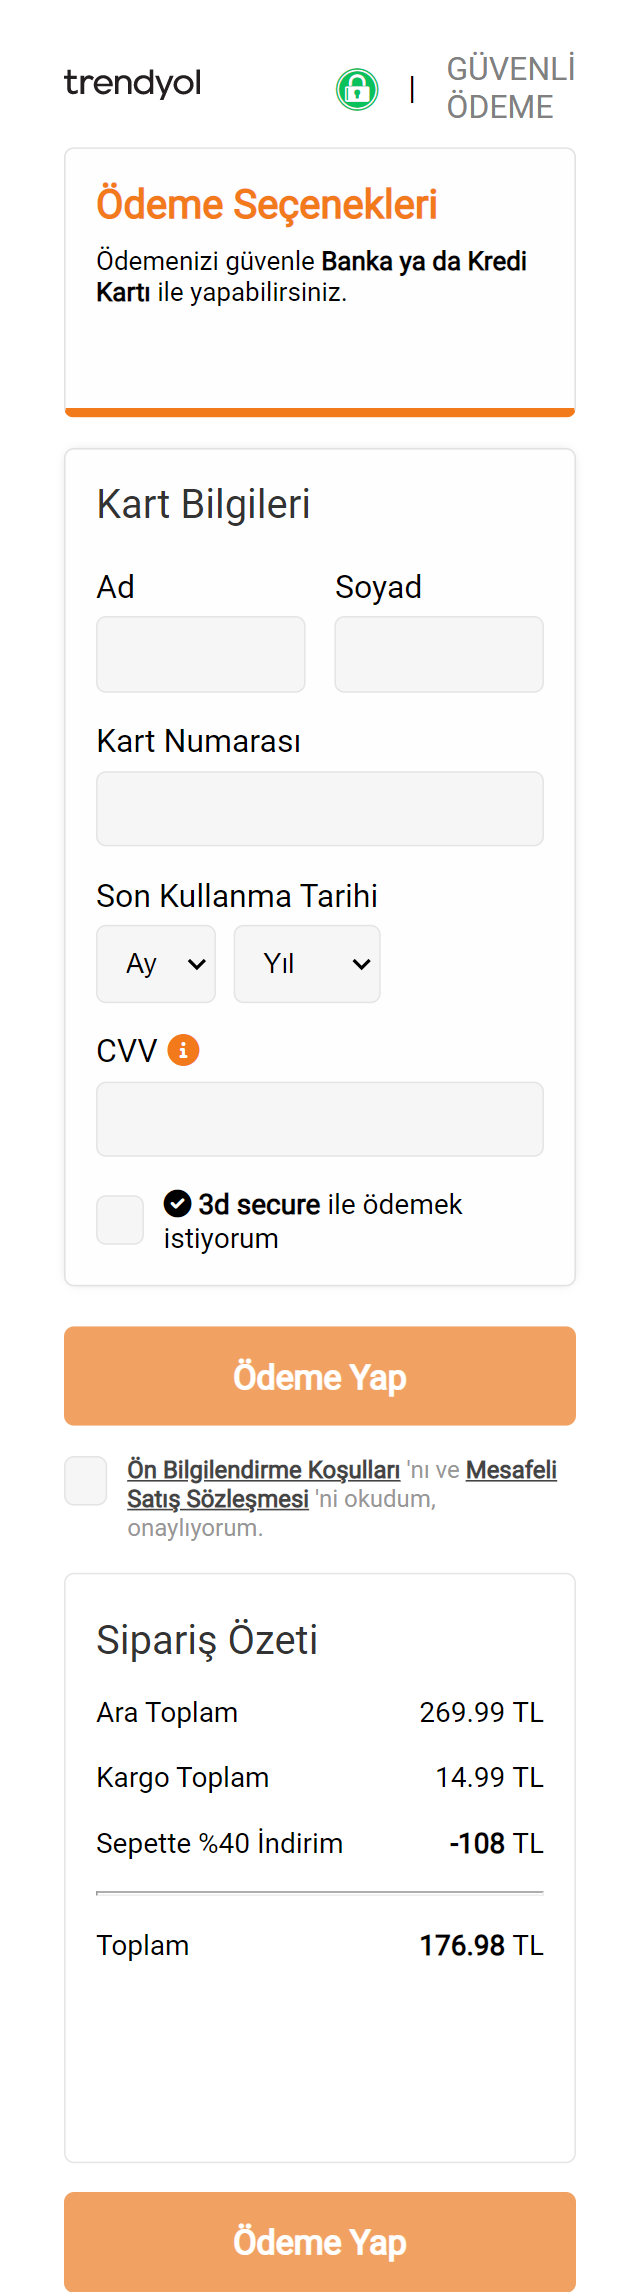 trendyol
| GÜVENLİ
ÖDEME
Ödeme Seçenekleri
Ödemenizi güvenle Banka ya da Kredi
Kartı ile yapabilirsiniz.
Kart Bilgileri
Ad Soyad
Kart Numarası
Son Kullanma Tarihi
Ay Yıl
CVV
3d secure ile ödemek
istiyorum
Ödeme Yap
Ön Bilgilendirme Koşulları 'nı ve Mesafeli
Satış Sözleşmesi 'ni okudum,
onaylıyorum.
Sipariş Özeti
Ara Toplam 269.99 TL
Kargo Toplam 14.99 TL
Sepette %40 İndirim -108 TL
Toplam 176.98 TL
Ödeme Yap